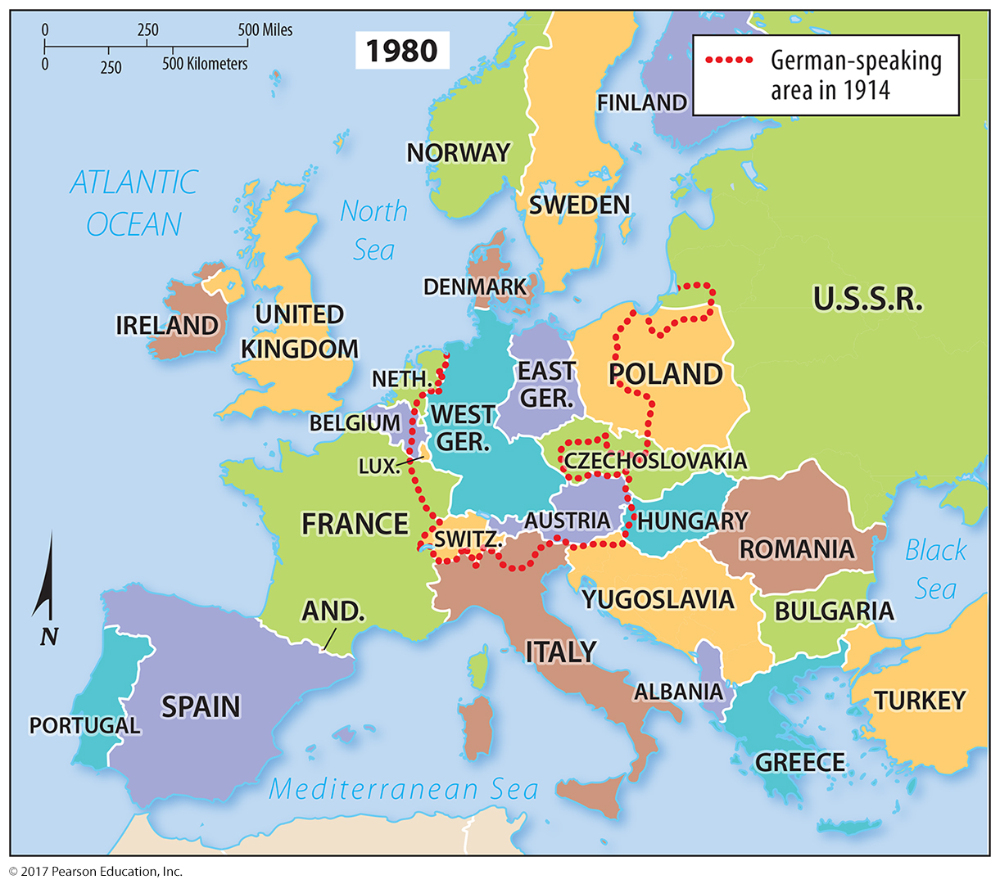 0 250 500 Miles
0 250 500 Kilometers
1980
German-speaking
area in 1914
FINLAND
NORWAY
ATLANTIC
OCEAN
North
Sea
SWEDEN
DENMARK
U.S.S.R.
IRELAND
UNITED
KINGDOM
NETH.
EAST
GER.
POLAND
BELGIUM
WEST
GER.
LUX.
CZECHOSLOVAKIA
FRANCE
AUSTRIA
HUNGARY
SWITZ.
ROMANIA
Black
Sea
YUGOSLAVIA
BULGARIA
AND.
N
ITALY
ALBANIA
TURKEY
SPAIN
PORTUGAL
GREECE
Mediterranean Sea
© 2017 Pearson Education, Inc.